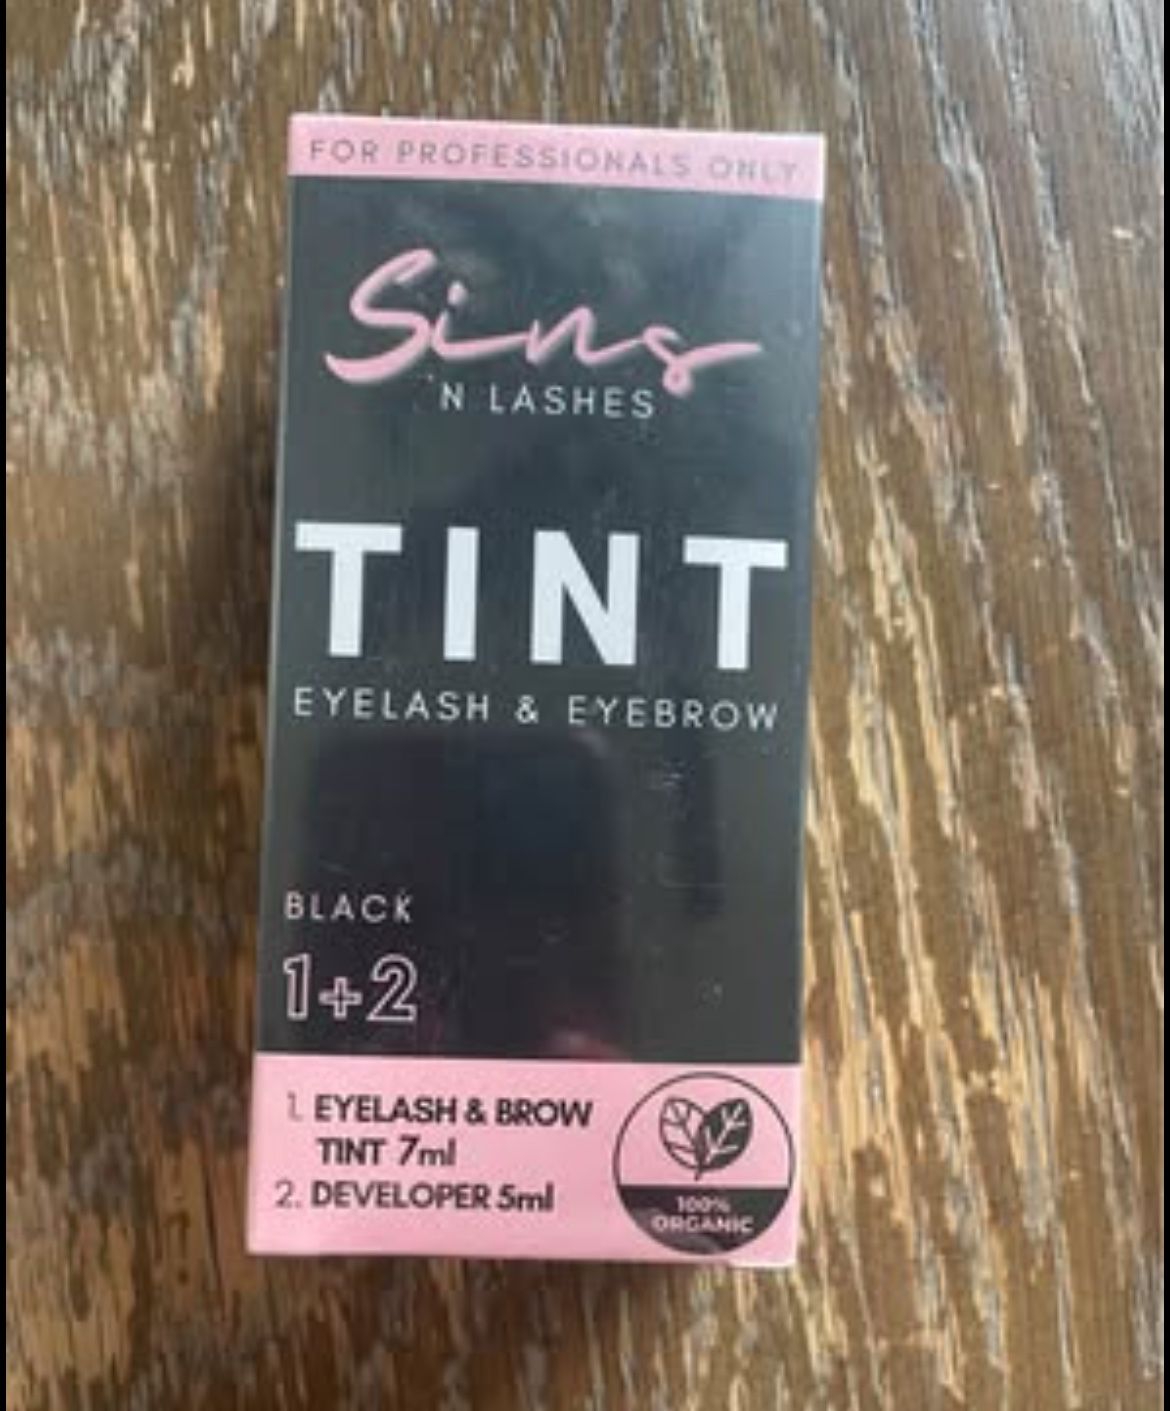 FOR PROFESSIONALS ONLY
Sins
'N LASHES
TINT
EYELASH & EYEBROW
BLACK
1+2
1. EYELASH & BROW
TINT 7ml
2. DEVELOPER 5ml
100%
ORGANIC